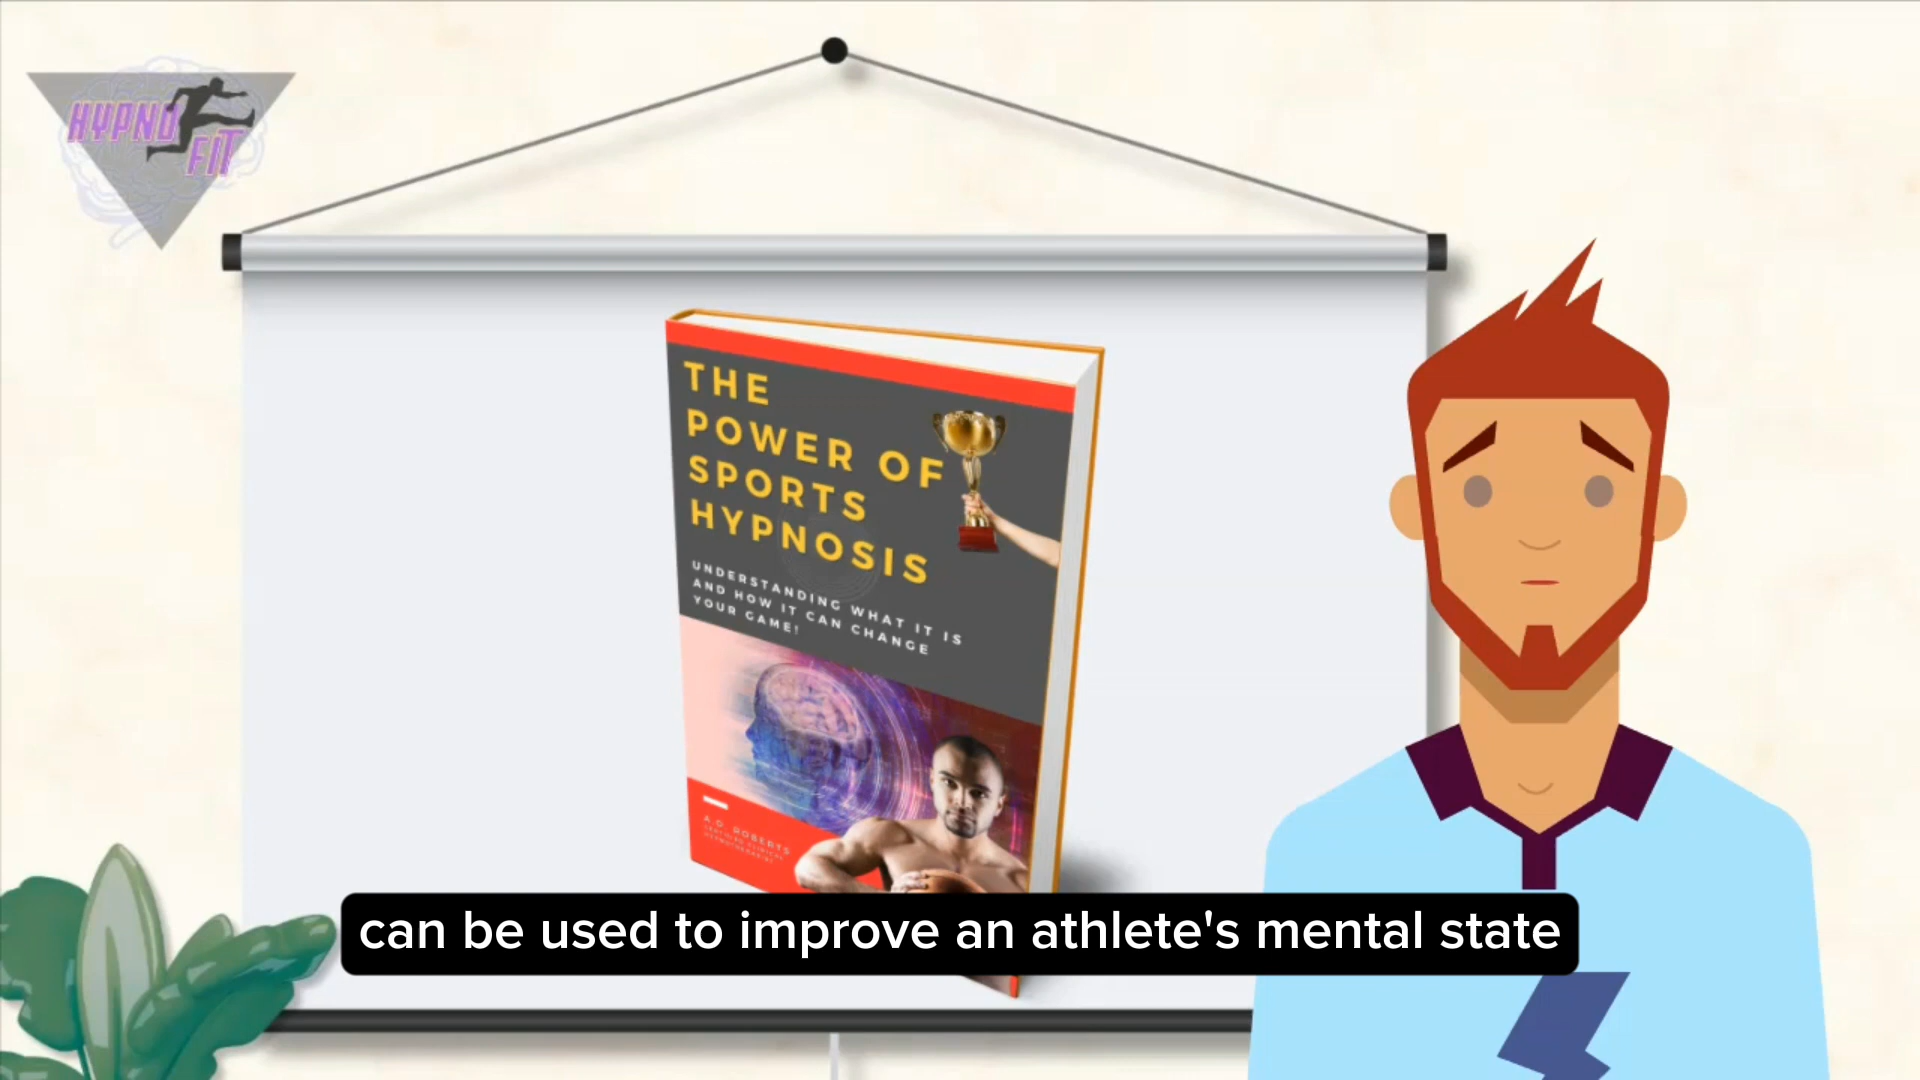 HYPNO
FIT
THE
POWER OF
SPORTS
HYPNOSIS
UNDERSTANDING WHAT IT IS
AND HOW IT CAN CHANGE
YOUR GAME!
A.D. ROBERTS
can be used to improve an athlete's mental state